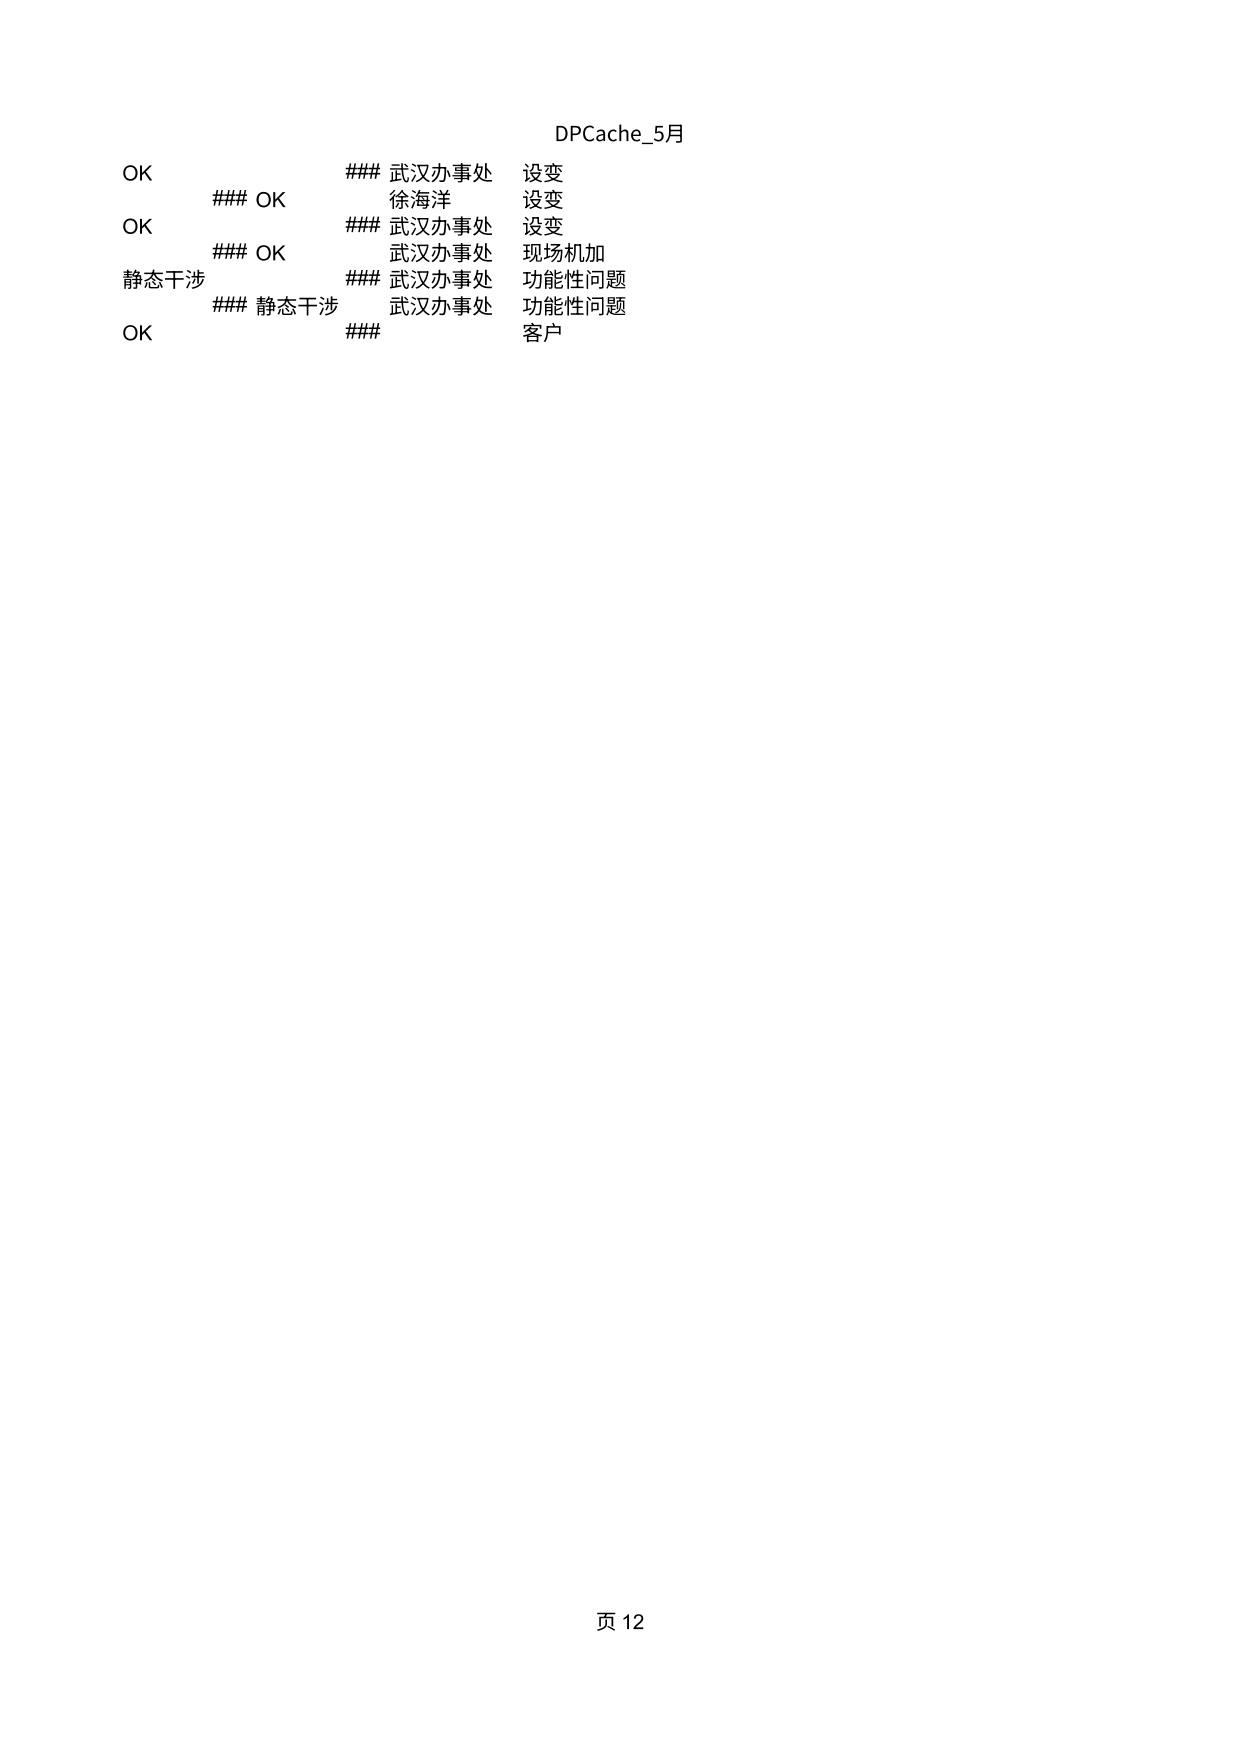 DPCache_5月
OK ### 武汉办事处 设变
### OK 徐海洋 设变
OK ### 武汉办事处 设变
### OK 武汉办事处 现场机加
静态干涉 ### 武汉办事处 功能性问题
### 静态干涉 武汉办事处 功能性问题
OK ### 客户
页 12